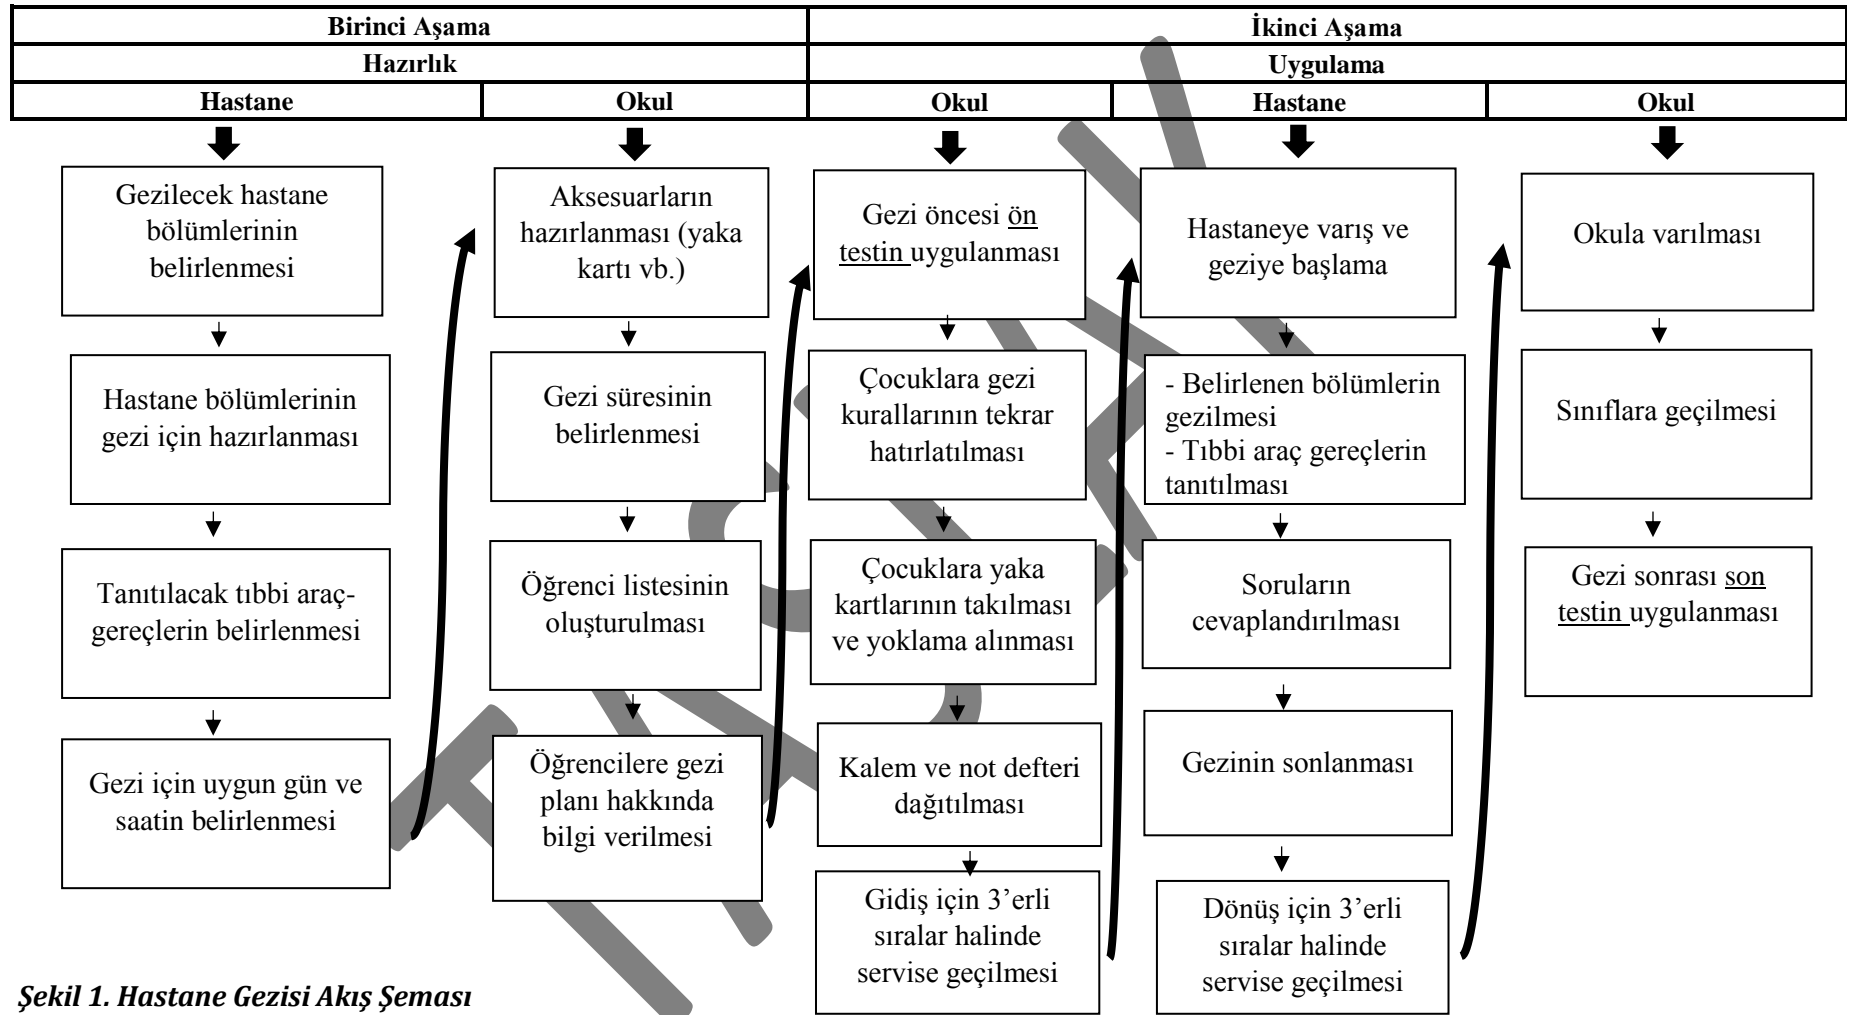 Birinci Aşama
İkinci Aşama
Hazırlık
Uygulama
Hastane
Okul
Okul
Hastane
Okul
Gezilecek hastane
bölümlerinin
belirlenmesi
Hastane bölümlerinin
gezi için hazırlanması
Tanıtılacak tıbbi araç-
gereçlerin belirlenmesi
Gezi için uygun gün ve
saatin belirlenmesi
Aksesuarların
hazırlanması (yaka
kartı vb.)
Gezi süresinin
belirlenmesi
Öğrenci listesinin
oluşturulması
Öğrencilere gezi
planı hakkında
bilgi verilmesi
Gezi öncesi ön
testin uygulanması
Çocuklara gezi
kurallarının tekrar
hatırlatılması
Çocuklara yaka
kartlarının takılması
ve yoklama alınması
Kalem ve not defteri
dağıtılması
Gidiş için 3’erli
sıralar halinde
servise geçilmesi
Hastaneye varış ve
geziye başlama
- Belirlenen bölümlerin
gezilmesi
- Tıbbi araç gereçlerin
tanıtılması
Soruların
cevaplandırılması
Gezinin sonlanması
Dönüş için 3’erli
sıralar halinde
servise geçilmesi
Okula varılması
Sınıflara geçilmesi
Gezi sonrası son
testin uygulanması
Şekil 1. Hastane Gezisi Akış Şeması